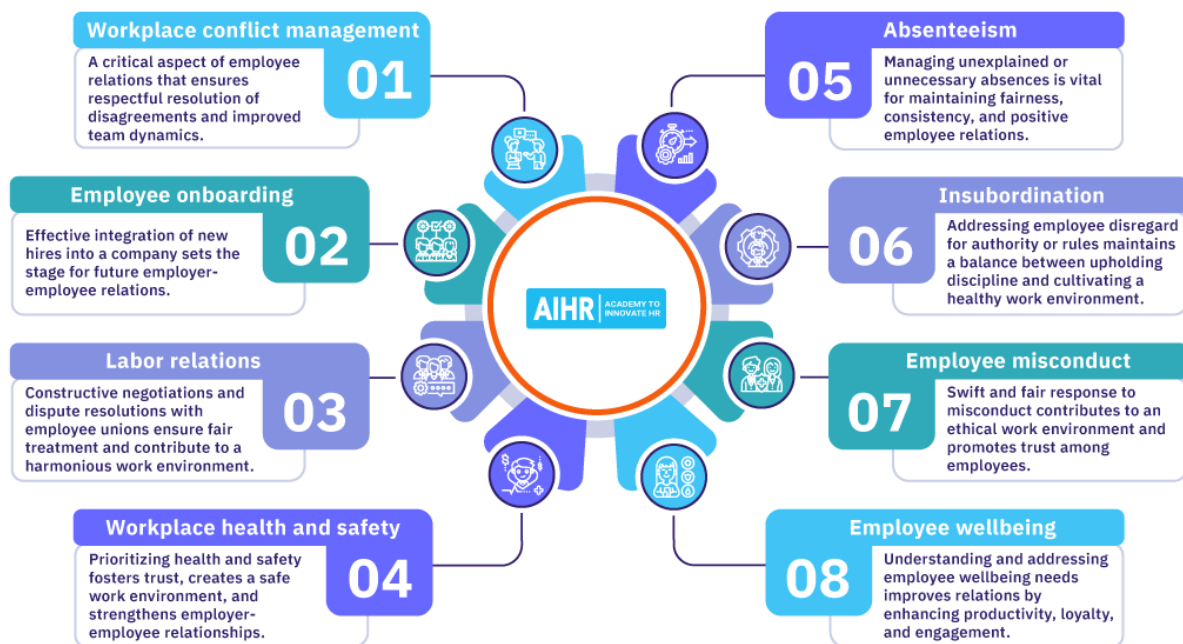 Workplace conflict management
01
A critical aspect of employee
relations that ensures
respectful resolution of
disagreements and improved
team dynamics.
Employee onboarding
02
Effective integration of new
hires into a company sets the
stage for future employer-
employee relations.
Labor relations
03
Constructive negotiations and
dispute resolutions with
employee unions ensure fair
treatment and contribute to a
harmonious work environment.
Workplace health and safety
04
Prioritizing health and safety
fosters trust, creates a safe
work environment, and
strengthens employer-
employee relationships.
AIHR
ACADEMY TO
INNOVATE HR
Absenteeism
05
Managing unexplained or
unnecessary absences is vital
for maintaining fairness,
consistency, and positive
employee relations.
Insubordination
06
Addressing employee disregard
for authority or rules maintains
a balance between upholding
discipline and cultivating a
healthy work environment.
Employee misconduct
07
Swift and fair response to
misconduct contributes to an
ethical work environment and
promotes trust among
employees.
Employee wellbeing
08
Understanding and addressing
employee wellbeing needs
improves relations by
enhancing productivity, loyalty,
and engagement.